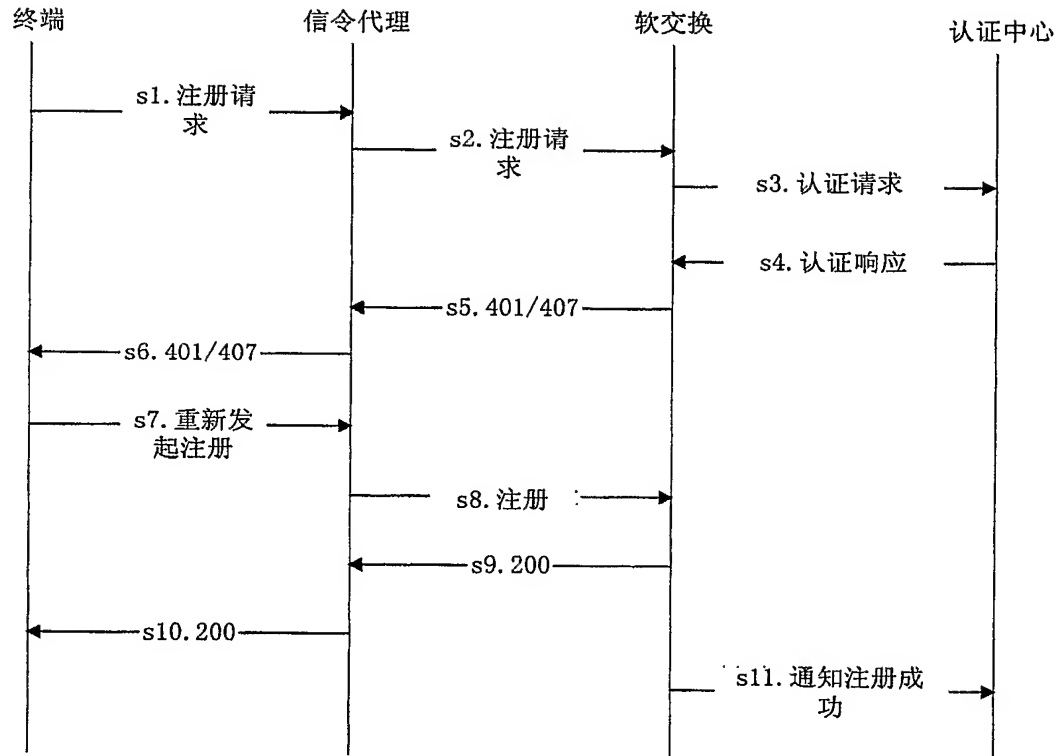 终端
信令代理
软交换
认证中心
s1.注册请
求
s2.注册请
求
s3.认证请求
s4.认证响应
s5.401/407
s6.401/407
s7.重新发
起注册
s8.注册
s9.200
s10.200
s11.通知注册成
功